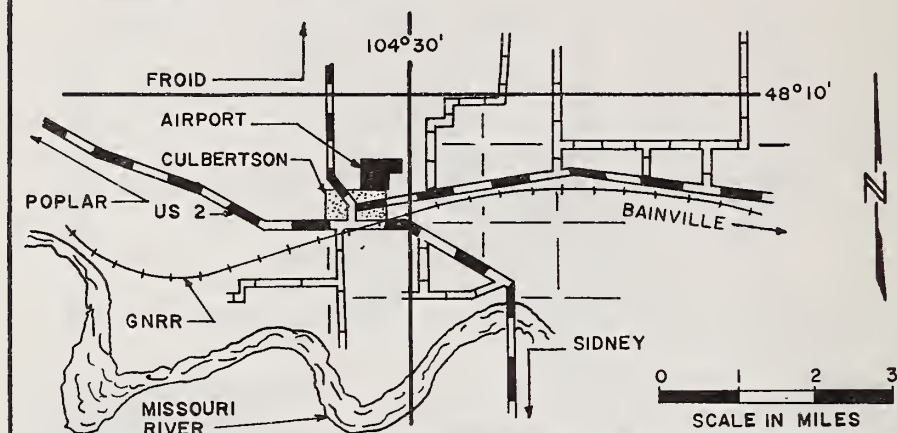 104°30'
FROID
48°10'
AIRPORT
CULBERTSON
POPLAR
US 2
BAINVILLE
N
GNRR
SIDNEY
MISSOURI
RIVER
0 1 2 3
SCALE IN MILES